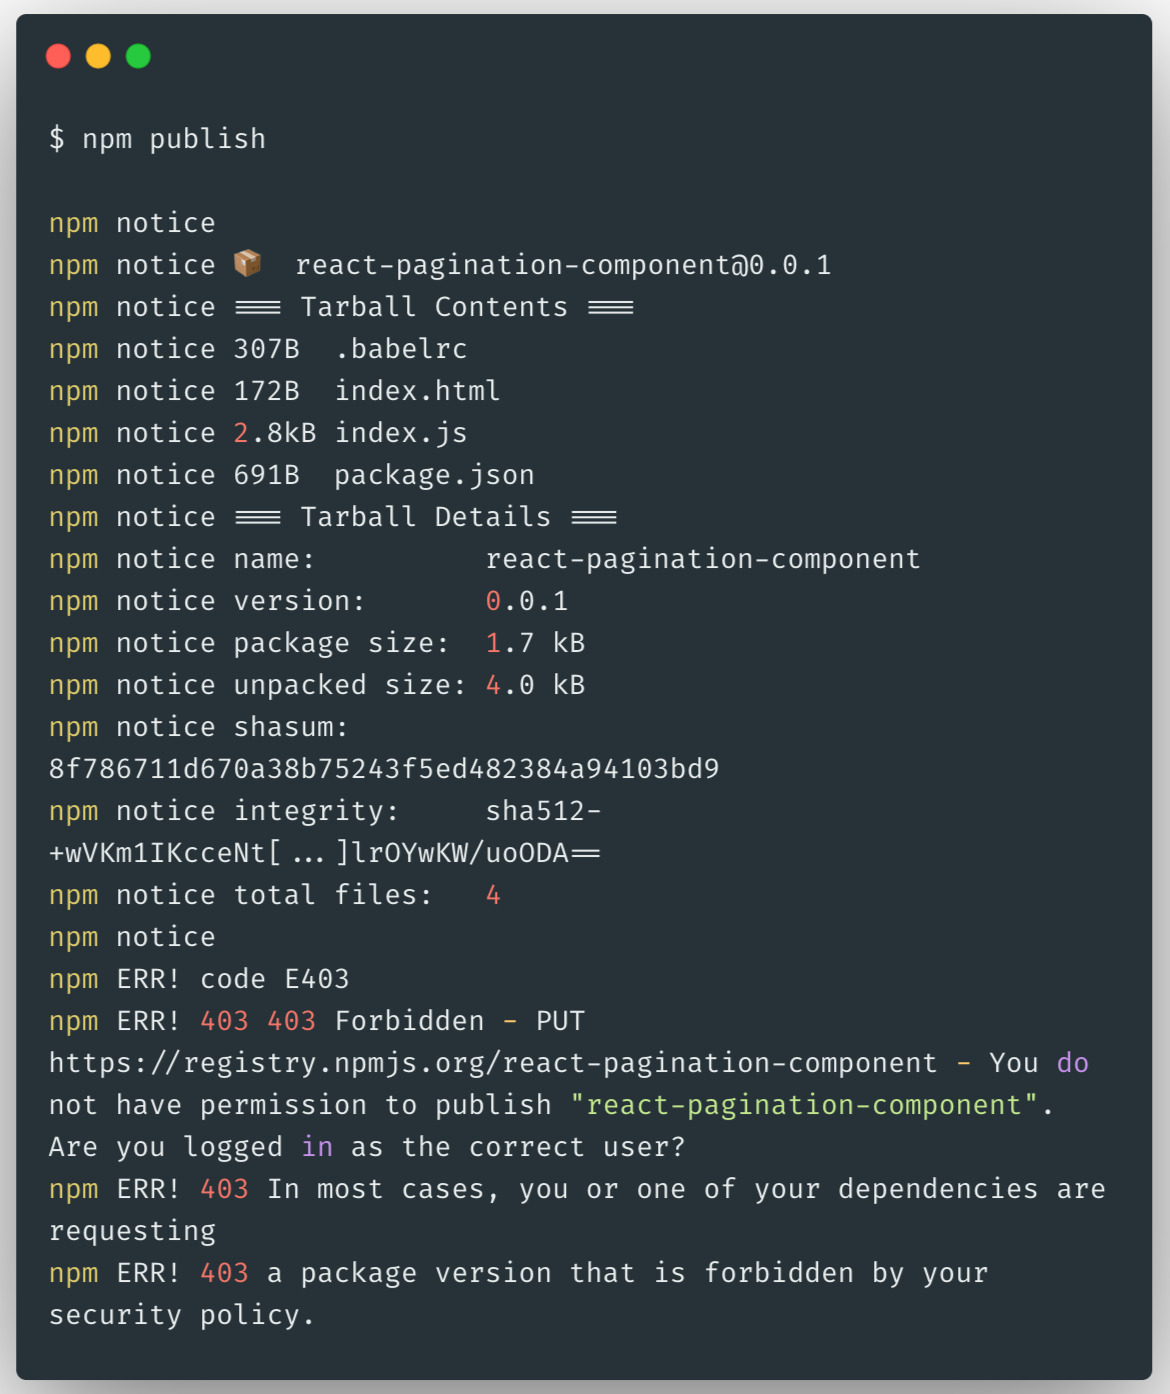 $ npm publish
npm notice
npm notice 📦  react-pagination-component@0.0.1
npm notice === Tarball Contents ===
npm notice 307B  .babelrc
npm notice 172B  index.html
npm notice 2.8kB index.js
npm notice 691B  package.json
npm notice === Tarball Details ===
npm notice name:          react-pagination-component
npm notice version:       0.0.1
npm notice package size:  1.7 kB
npm notice unpacked size: 4.0 kB
npm notice shasum:
8f786711d670a38b75243f5ed482384a94103bd9
npm notice integrity:     sha512-
+wVKm1IKcceNt[...]lrOYwKW/uoODA==
npm notice total files:   4
npm notice
npm ERR! code E403
npm ERR! 403 403 Forbidden - PUT
https://registry.npmjs.org/react-pagination-component - You do
not have permission to publish "react-pagination-component".
Are you logged in as the correct user?
npm ERR! 403 In most cases, you or one of your dependencies are
requesting
npm ERR! 403 a package version that is forbidden by your
security policy.